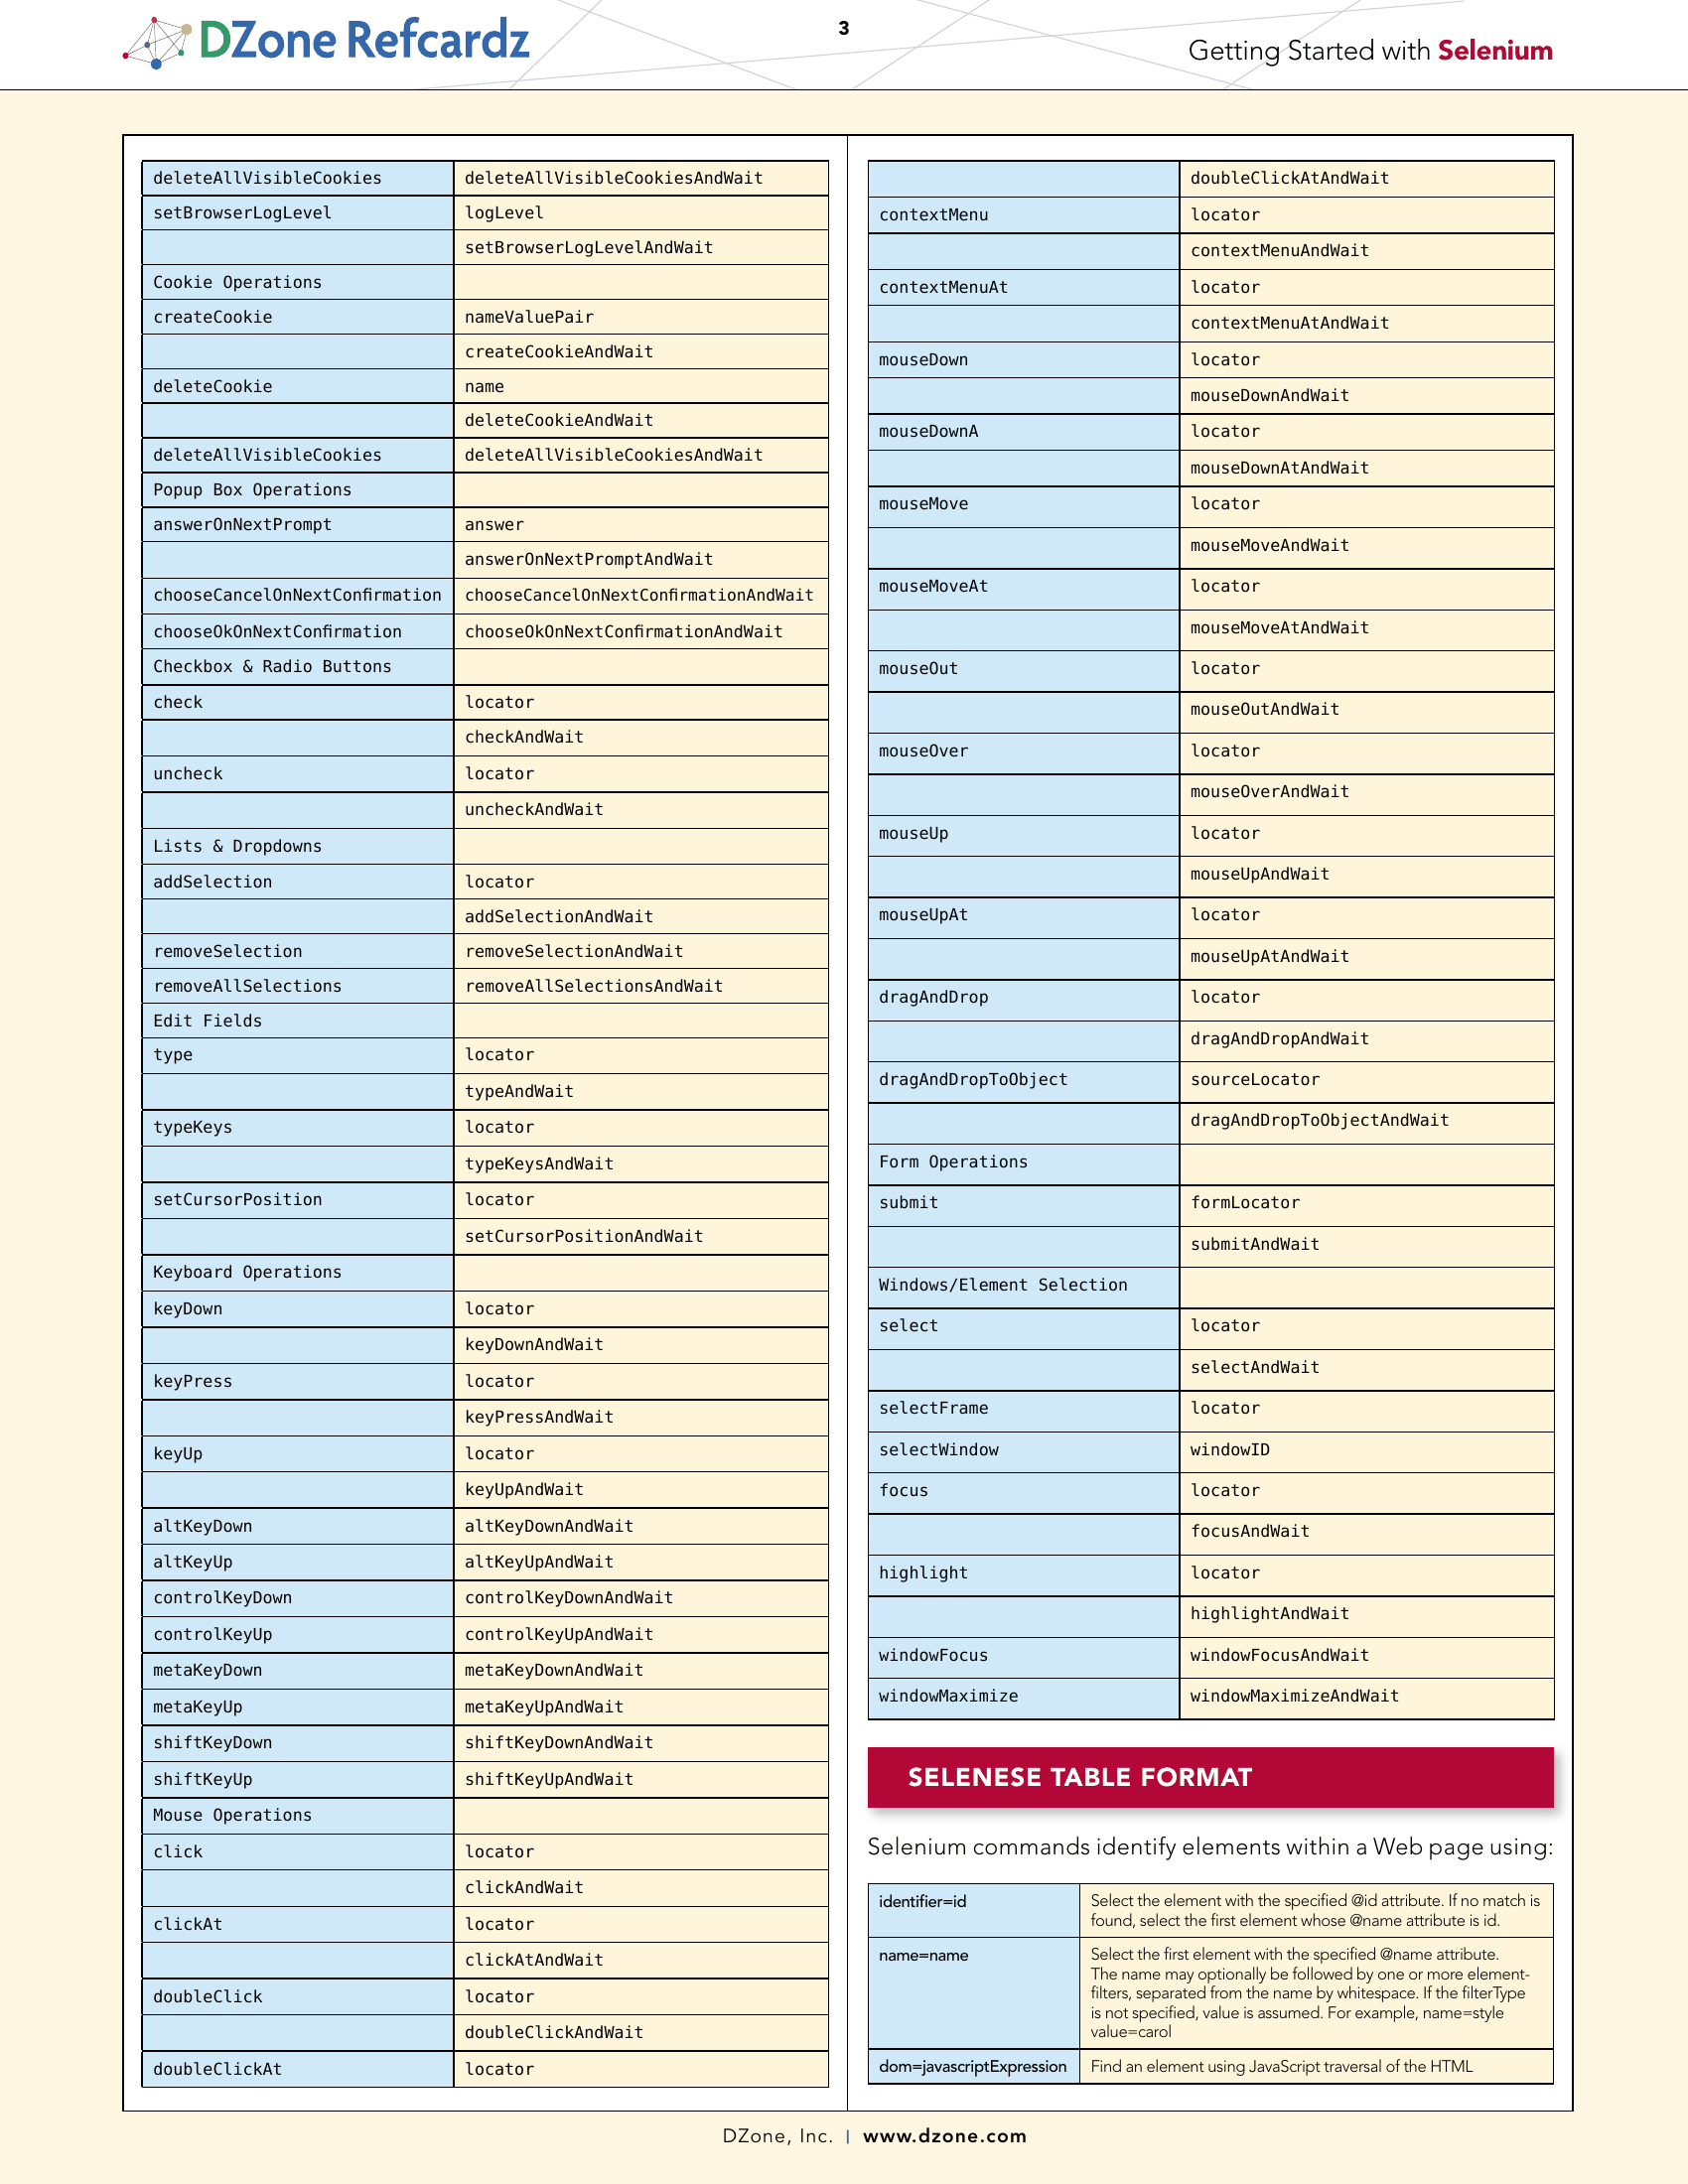 DZone Refcardz
3
Getting Started with Selenium
deleteAllVisibleCookies deleteAllVisibleCookiesAndWait
setBrowserLogLevel logLevel
setBrowserLogLevelAndWait
Cookie Operations
createCookie nameValuePair
createCookieAndWait
deleteCookie name
deleteCookieAndWait
deleteAllVisibleCookies deleteAllVisibleCookiesAndWait
Popup Box Operations
answerOnNextPrompt answer
answerOnNextPromptAndWait
chooseCancelOnNextConfirmation chooseCancelOnNextConfirmationAndWait
chooseOkOnNextConfirmation chooseOkOnNextConfirmationAndWait
Checkbox & Radio Buttons
check locator
checkAndWait
uncheck locator
uncheckAndWait
Lists & Dropdowns
addSelection locator
addSelectionAndWait
removeSelection removeSelectionAndWait
removeAllSelections removeAllSelectionsAndWait
Edit Fields
type locator
typeAndWait
typeKeys locator
typeKeysAndWait
setCursorPosition locator
setCursorPositionAndWait
Keyboard Operations
keyDown locator
keyDownAndWait
keyPress locator
keyPressAndWait
keyUp locator
keyUpAndWait
altKeyDown altKeyDownAndWait
altKeyUp altKeyUpAndWait
controlKeyDown controlKeyDownAndWait
controlKeyUp controlKeyUpAndWait
metaKeyDown metaKeyDownAndWait
metaKeyUp metaKeyUpAndWait
shiftKeyDown shiftKeyDownAndWait
shiftKeyUp shiftKeyUpAndWait
Mouse Operations
click locator
clickAndWait
clickAt locator
clickAtAndWait
doubleClick locator
doubleClickAndWait
doubleClickAt locator
doubleClickAtAndWait
contextMenu locator
contextMenuAndWait
contextMenuAt locator
contextMenuAtAndWait
mouseDown locator
mouseDownAndWait
mouseDownA locator
mouseDownAtAndWait
mouseMove locator
mouseMoveAndWait
mouseMoveAt locator
mouseMoveAtAndWait
mouseOut locator
mouseOutAndWait
mouseOver locator
mouseOverAndWait
mouseUp locator
mouseUpAndWait
mouseUpAt locator
mouseUpAtAndWait
dragAndDrop locator
dragAndDropAndWait
dragAndDropToObject sourceLocator
dragAndDropToObjectAndWait
Form Operations
submit formLocator
submitAndWait
Windows/Element Selection
select locator
selectAndWait
selectFrame locator
selectWindow windowID
focus locator
focusAndWait
highlight locator
highlightAndWait
windowFocus windowFocusAndWait
windowMaximize windowMaximizeAndWait
SELENESE TABLE FORMAT
Selenium commands identify elements within a Web page using:
identifier=id Select the element with the specified @id attribute. If no match is
found, select the first element whose @name attribute is id.
name=name Select the first element with the specified @name attribute.
The name may optionally be followed by one or more element-
filters, separated from the name by whitespace. If the filterType
is not specified, value is assumed. For example, name=style
value=carol
dom=javascriptExpression Find an element using JavaScript traversal of the HTML
DZone, Inc. | www.dzone.com